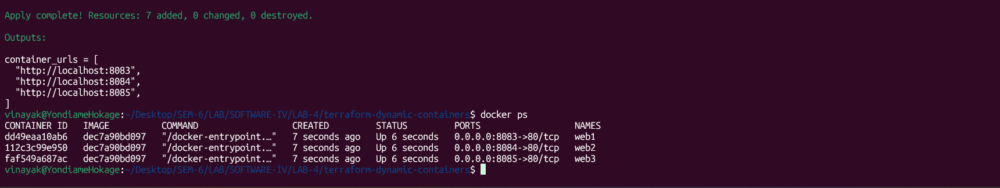 Apply complete! Resources: 7 added, 0 changed, 0 destroyed.
Outputs:
container_urls = [
  "http://localhost:8083",
  "http://localhost:8084",
  "http://localhost:8085",
]
vinayak@YondiameHokage:~/Desktop/SEM-6/LAB/SOFTWARE-IV/LAB-4/terraform-dynamic-containers$ docker ps
CONTAINER ID   IMAGE          COMMAND                  CREATED         STATUS         PORTS                  NAMES
dd49eaa10ab6   dec7a90bd097   "/docker-entrypoint.…"   7 seconds ago   Up 6 seconds   0.0.0.0:8083->80/tcp   web1
112c3c99e950   dec7a90bd097   "/docker-entrypoint.…"   7 seconds ago   Up 6 seconds   0.0.0.0:8084->80/tcp   web2
faf549a687ac   dec7a90bd097   "/docker-entrypoint.…"   7 seconds ago   Up 6 seconds   0.0.0.0:8085->80/tcp   web3
vinayak@YondiameHokage:~/Desktop/SEM-6/LAB/SOFTWARE-IV/LAB-4/terraform-dynamic-containers$